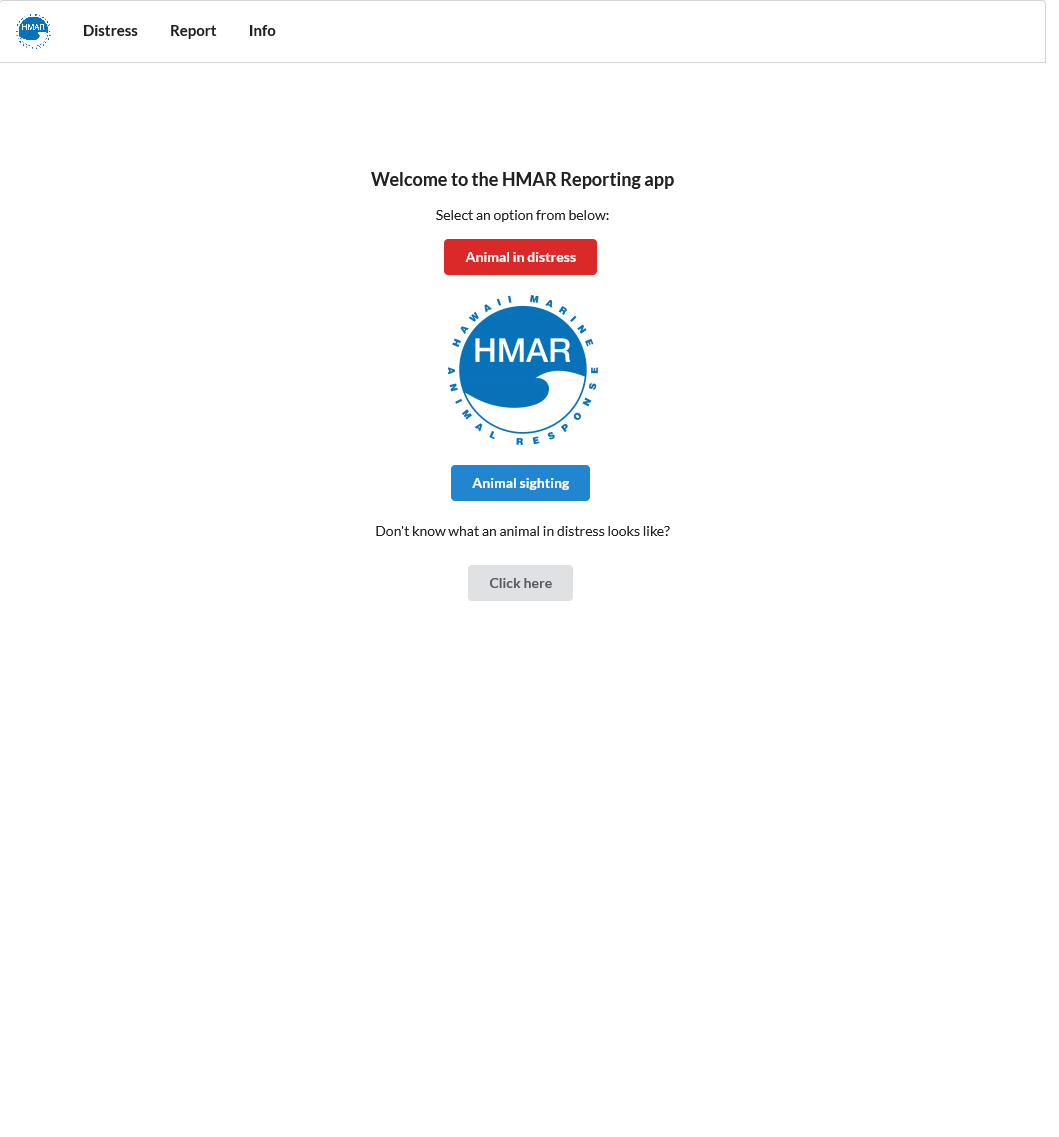 HMAR
Distress
Report
Info
Welcome to the HMAR Reporting app
Select an option from below:
Animal in distress
HAWAII MARINE
HMAR
ANIMAL RESPONSE
Animal sighting
Don't know what an animal in distress looks like?
Click here